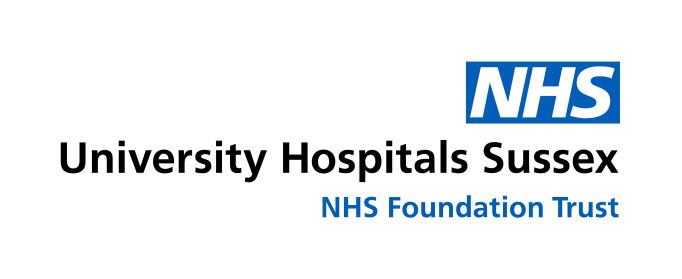 NHS
University Hospitals Sussex
NHS Foundation Trust